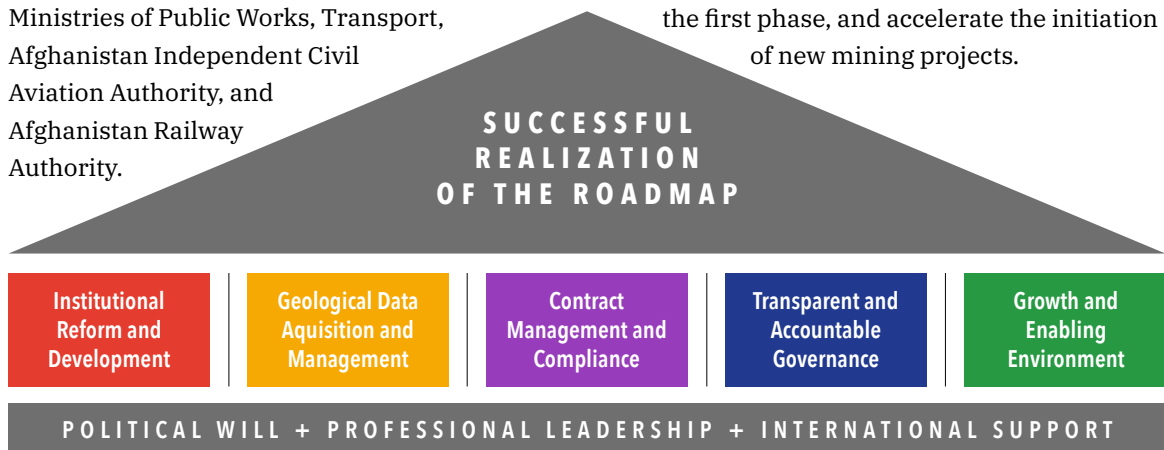 Ministries of Public Works, Transport,
Afghanistan Independent Civil
Aviation Authority, and
Afghanistan Railway
Authority.
the first phase, and accelerate the initiation
of new mining projects.
SUCCESSFUL
REALIZATION
OF THE ROADMAP
Institutional
Reform and
Development
Geological Data
Aquisition and
Management
Contract
Management and
Compliance
Transparent and
Accountable
Governance
Growth and
Enabling
Environment
POLITICAL WILL + PROFESSIONAL LEADERSHIP + INTERNATIONAL SUPPORT